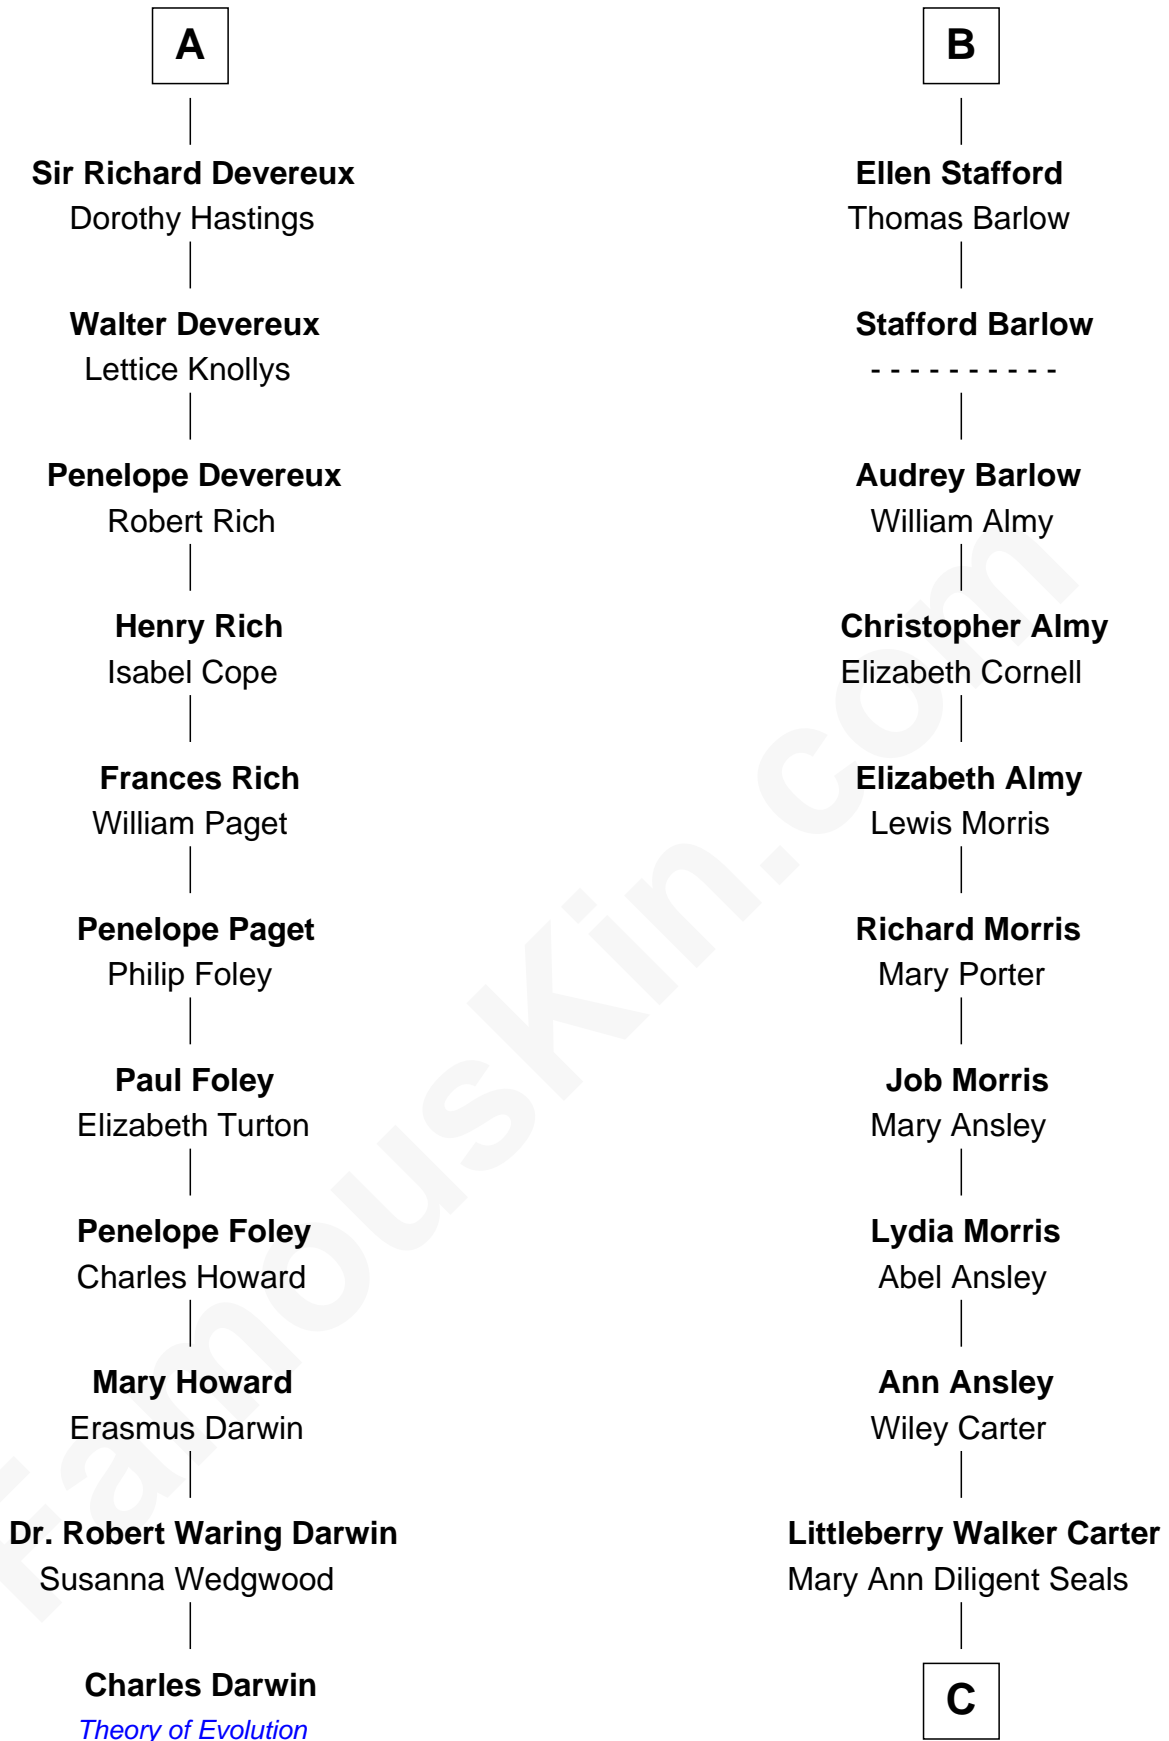 A
Sir Richard Devereux
Dorothy Hastings
Walter Devereux
Lettice Knollys
Penelope Devereux
Robert Rich
Henry Rich
Isabel Cope
Frances Rich
William Paget
Penelope Paget
Philip Foley
Paul Foley
Elizabeth Turton
Penelope Foley
Charles Howard
Mary Howard
Erasmus Darwin
Dr. Robert Waring Darwin
Susanna Wedgwood
Charles Darwin
Theory of Evolution
B
Ellen Stafford
Thomas Barlow
Stafford Barlow
- - - - - - - - - -
Audrey Barlow
William Almy
Christopher Almy
Elizabeth Cornell
Elizabeth Almy
Lewis Morris
Richard Morris
Mary Porter
Job Morris
Mary Ansley
Lydia Morris
Abel Ansley
Ann Ansley
Wiley Carter
Littleberry Walker Carter
Mary Ann Diligent Seals
C
FamousKin.com